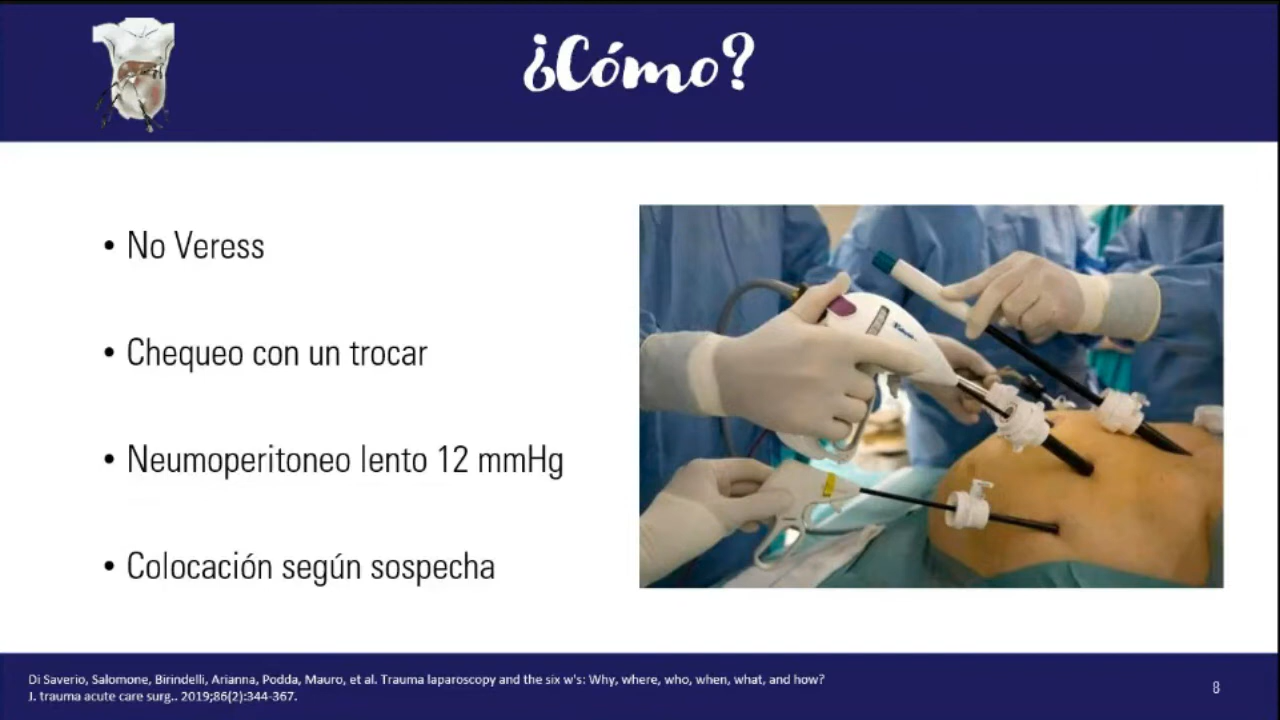 ¿Cómo?
• No Veress
• Chequeo con un trocar
• Neumoperitoneo lento 12 mmHg
• Colocación según sospecha
Di Saverio, Salomone, Birindelli, Arianna, Podda, Mauro, et al. Trauma laparoscopy and the six w's: Why, where, who, when, what, and how?
J. trauma acute care surg.. 2019;86(2):344-367.
8